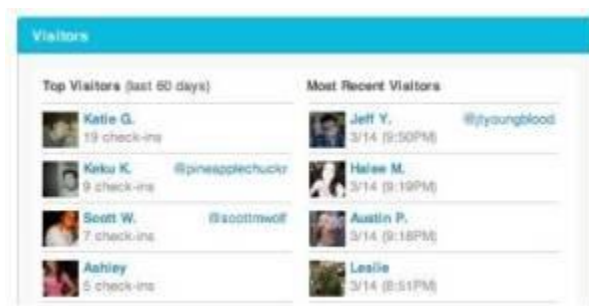 Visitors
Top Visitors (last 60 days)
Katie G.
19 check-ins
Keku K. @pineapplechuckr
9 check-ins
Scott W. @scottmwolf
7 check-ins
Ashley
5 check-ins
Most Recent Visitors
Jeff Y. @jtyoungblood
3/14 (9:50PM)
Halee M.
3/14 (9:19PM)
Austin P.
3/14 (9:18PM)
Leslie
3/14 (8:51PM)